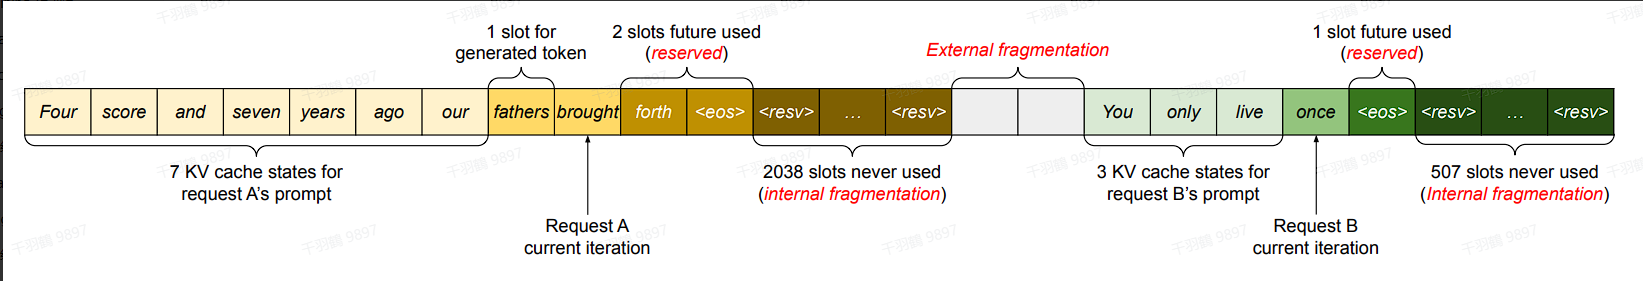 1 slot for
generated token
2 slots future used
(reserved)
External fragmentation
1 slot future used
(reserved)
Four score and seven years ago our fathers brought forth <eos> <resv> ... <resv> You only live once <eos> <resv> ... <resv>
7 KV cache states for
request A's prompt
2038 slots never used
(internal fragmentation)
3 KV cache states for
request B's prompt
507 slots never used
(Internal fragmentation)
Request A
current iteration
Request B
current iteration
千羽鹤 9897